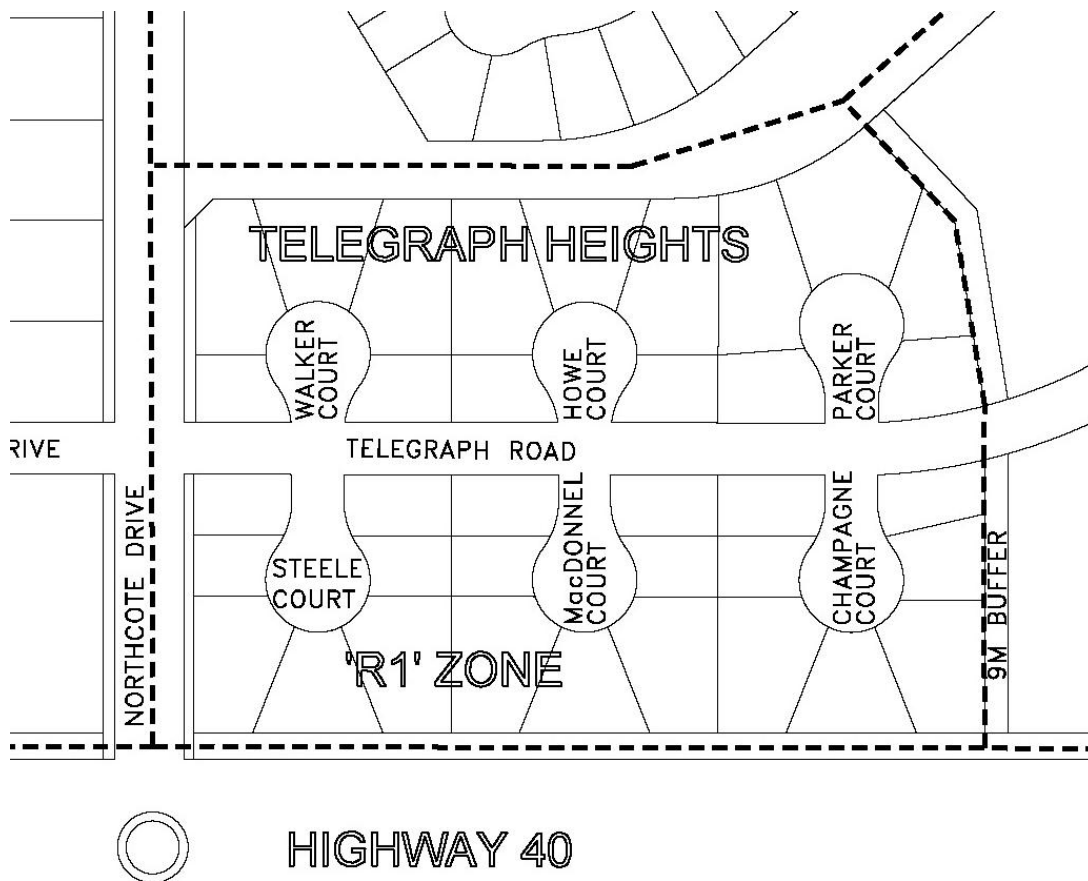 TELEGRAPH HEIGHTS
WALKER
COURT
HOWE
COURT
PARKER
COURT
RIVE
TELEGRAPH ROAD
NORTHCOTE DRIVE
STEELE
COURT
MacDONNEL
COURT
CHAMPAGNE
COURT
9M BUFFER
'R1' ZONE
HIGHWAY 40